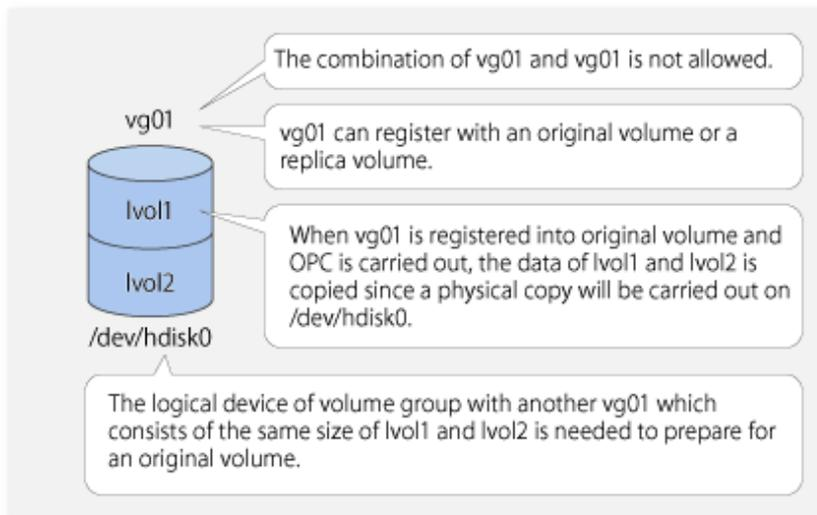 The combination of vg01 and vg01 is not allowed.
vg01
vg01 can register with an original volume or a
replica volume.
lvol1
When vg01 is registered into original volume and
OPC is carried out, the data of lvol1 and lvol2 is
copied since a physical copy will be carried out on
/dev/hdisk0.
lvol2
/dev/hdisk0
The logical device of volume group with another vg01 which
consists of the same size of lvol1 and lvol2 is needed to prepare for
an original volume.